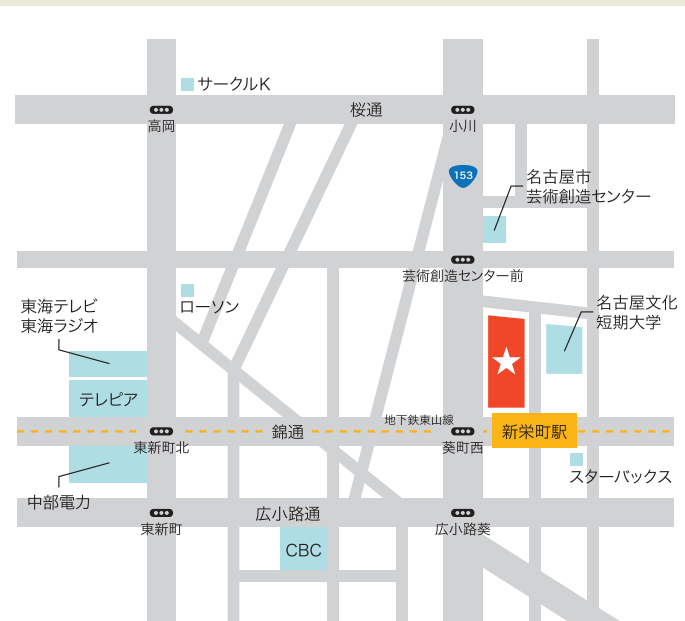 サークルK
桜通
高岡
小川
153
名古屋市
芸術創造センター
芸術創造センター前
ローソン
東海テレビ
東海ラジオ
名古屋文化
短期大学
テレピア
地下鉄東山線
錦通
新栄町駅
東新町北
葵町西
スターバックス
中部電力
広小路通
東新町
広小路葵
CBC